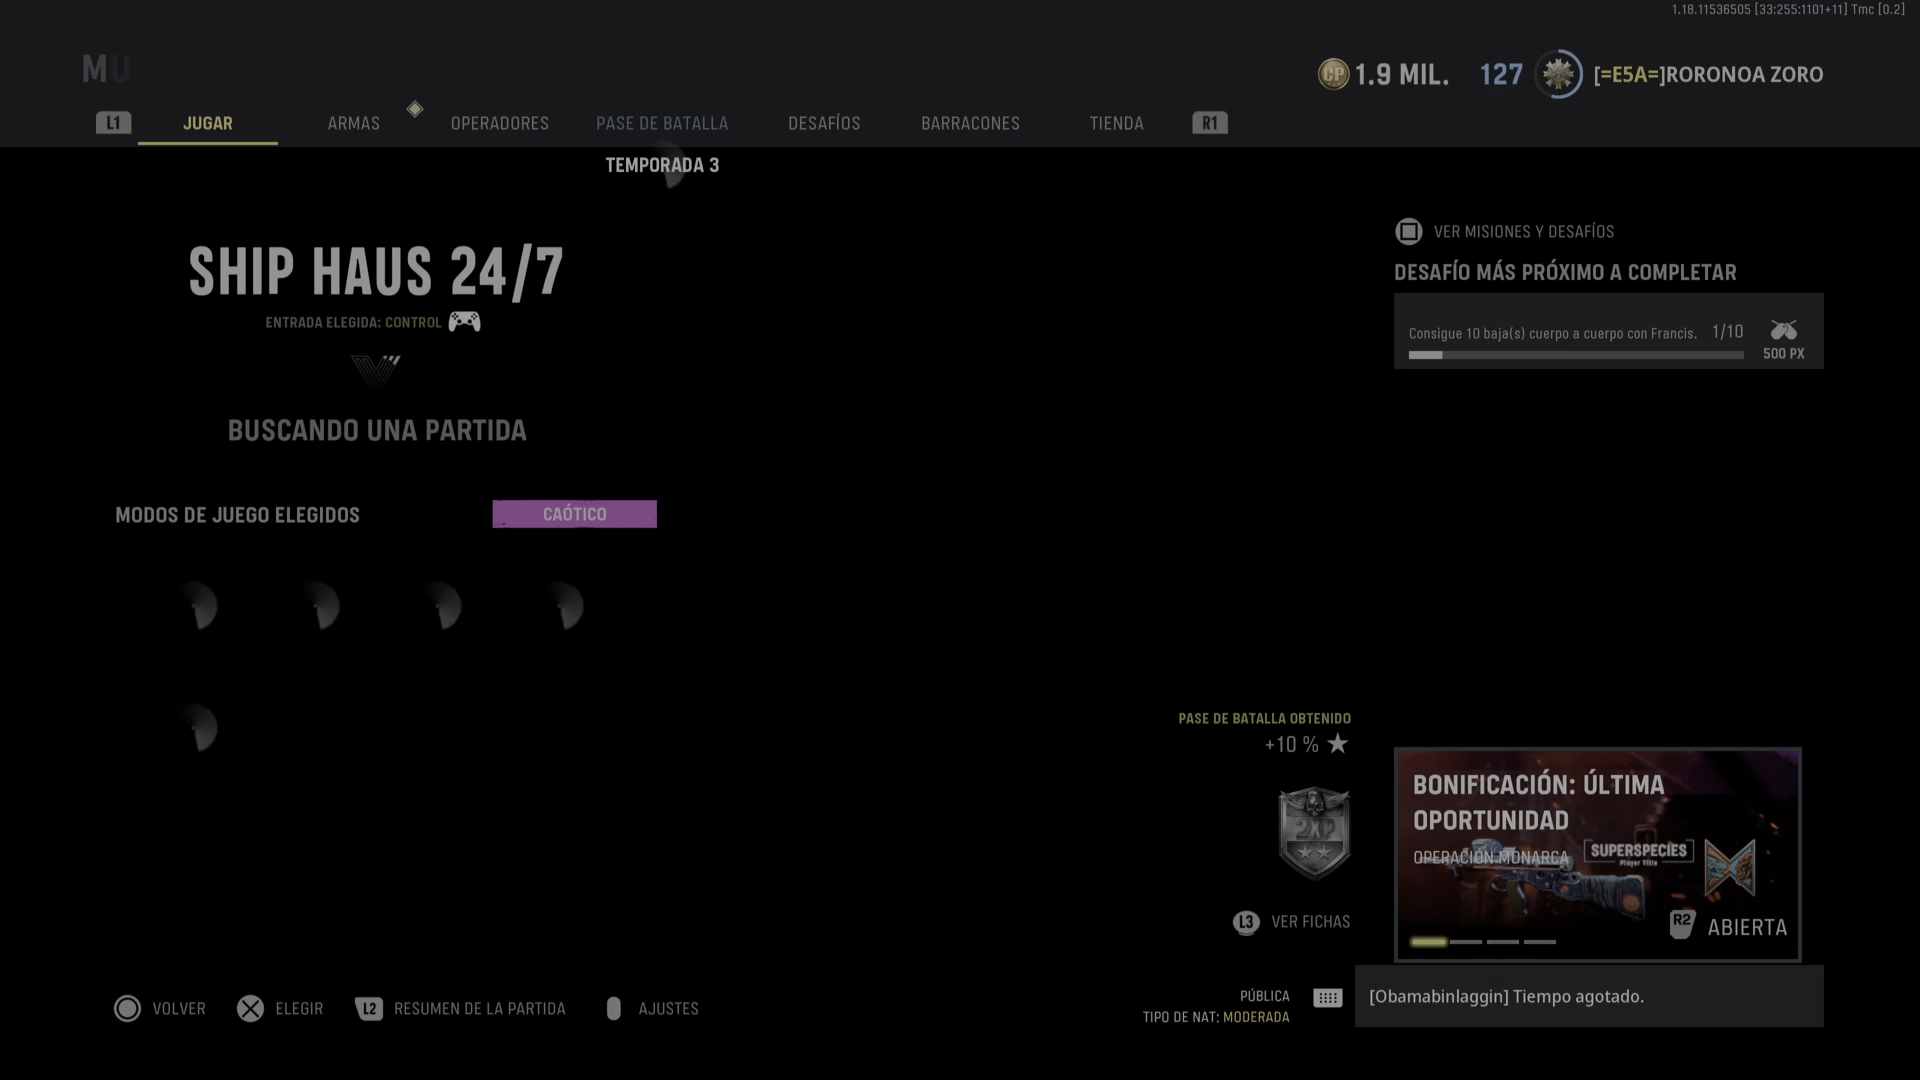 1.18.11536505 [33:255:1101+11] Tmc [0.2]
MU
CP 1.9 MIL. 127 [=E5A=]RORONOA ZORO
L1 JUGAR ARMAS OPERADORES PASE DE BATALLA DESAFÍOS BARRACONES TIENDA R1
TEMPORADA 3
SHIP HAUS 24/7
ENTRADA ELEGIDA: CONTROL
BUSCANDO UNA PARTIDA
MODOS DE JUEGO ELEGIDOS CAÓTICO
VER MISIONES Y DESAFÍOS
DESAFÍO MÁS PRÓXIMO A COMPLETAR
Consigue 10 baja(s) cuerpo a cuerpo con Francis. 1/10
500 PX
PASE DE BATALLA OBTENIDO
+10 %
2XP
L3 VER FICHAS
BONIFICACIÓN: ÚLTIMA
OPORTUNIDAD
OPERACIÓN MONARCA
SUPERSPECIES
Player Title
R2 ABIERTA
VOLVER ELEGIR L2 RESUMEN DE LA PARTIDA AJUSTES
PÚBLICA
TIPO DE NAT: MODERADA
[Obamabinlaggin] Tiempo agotado.